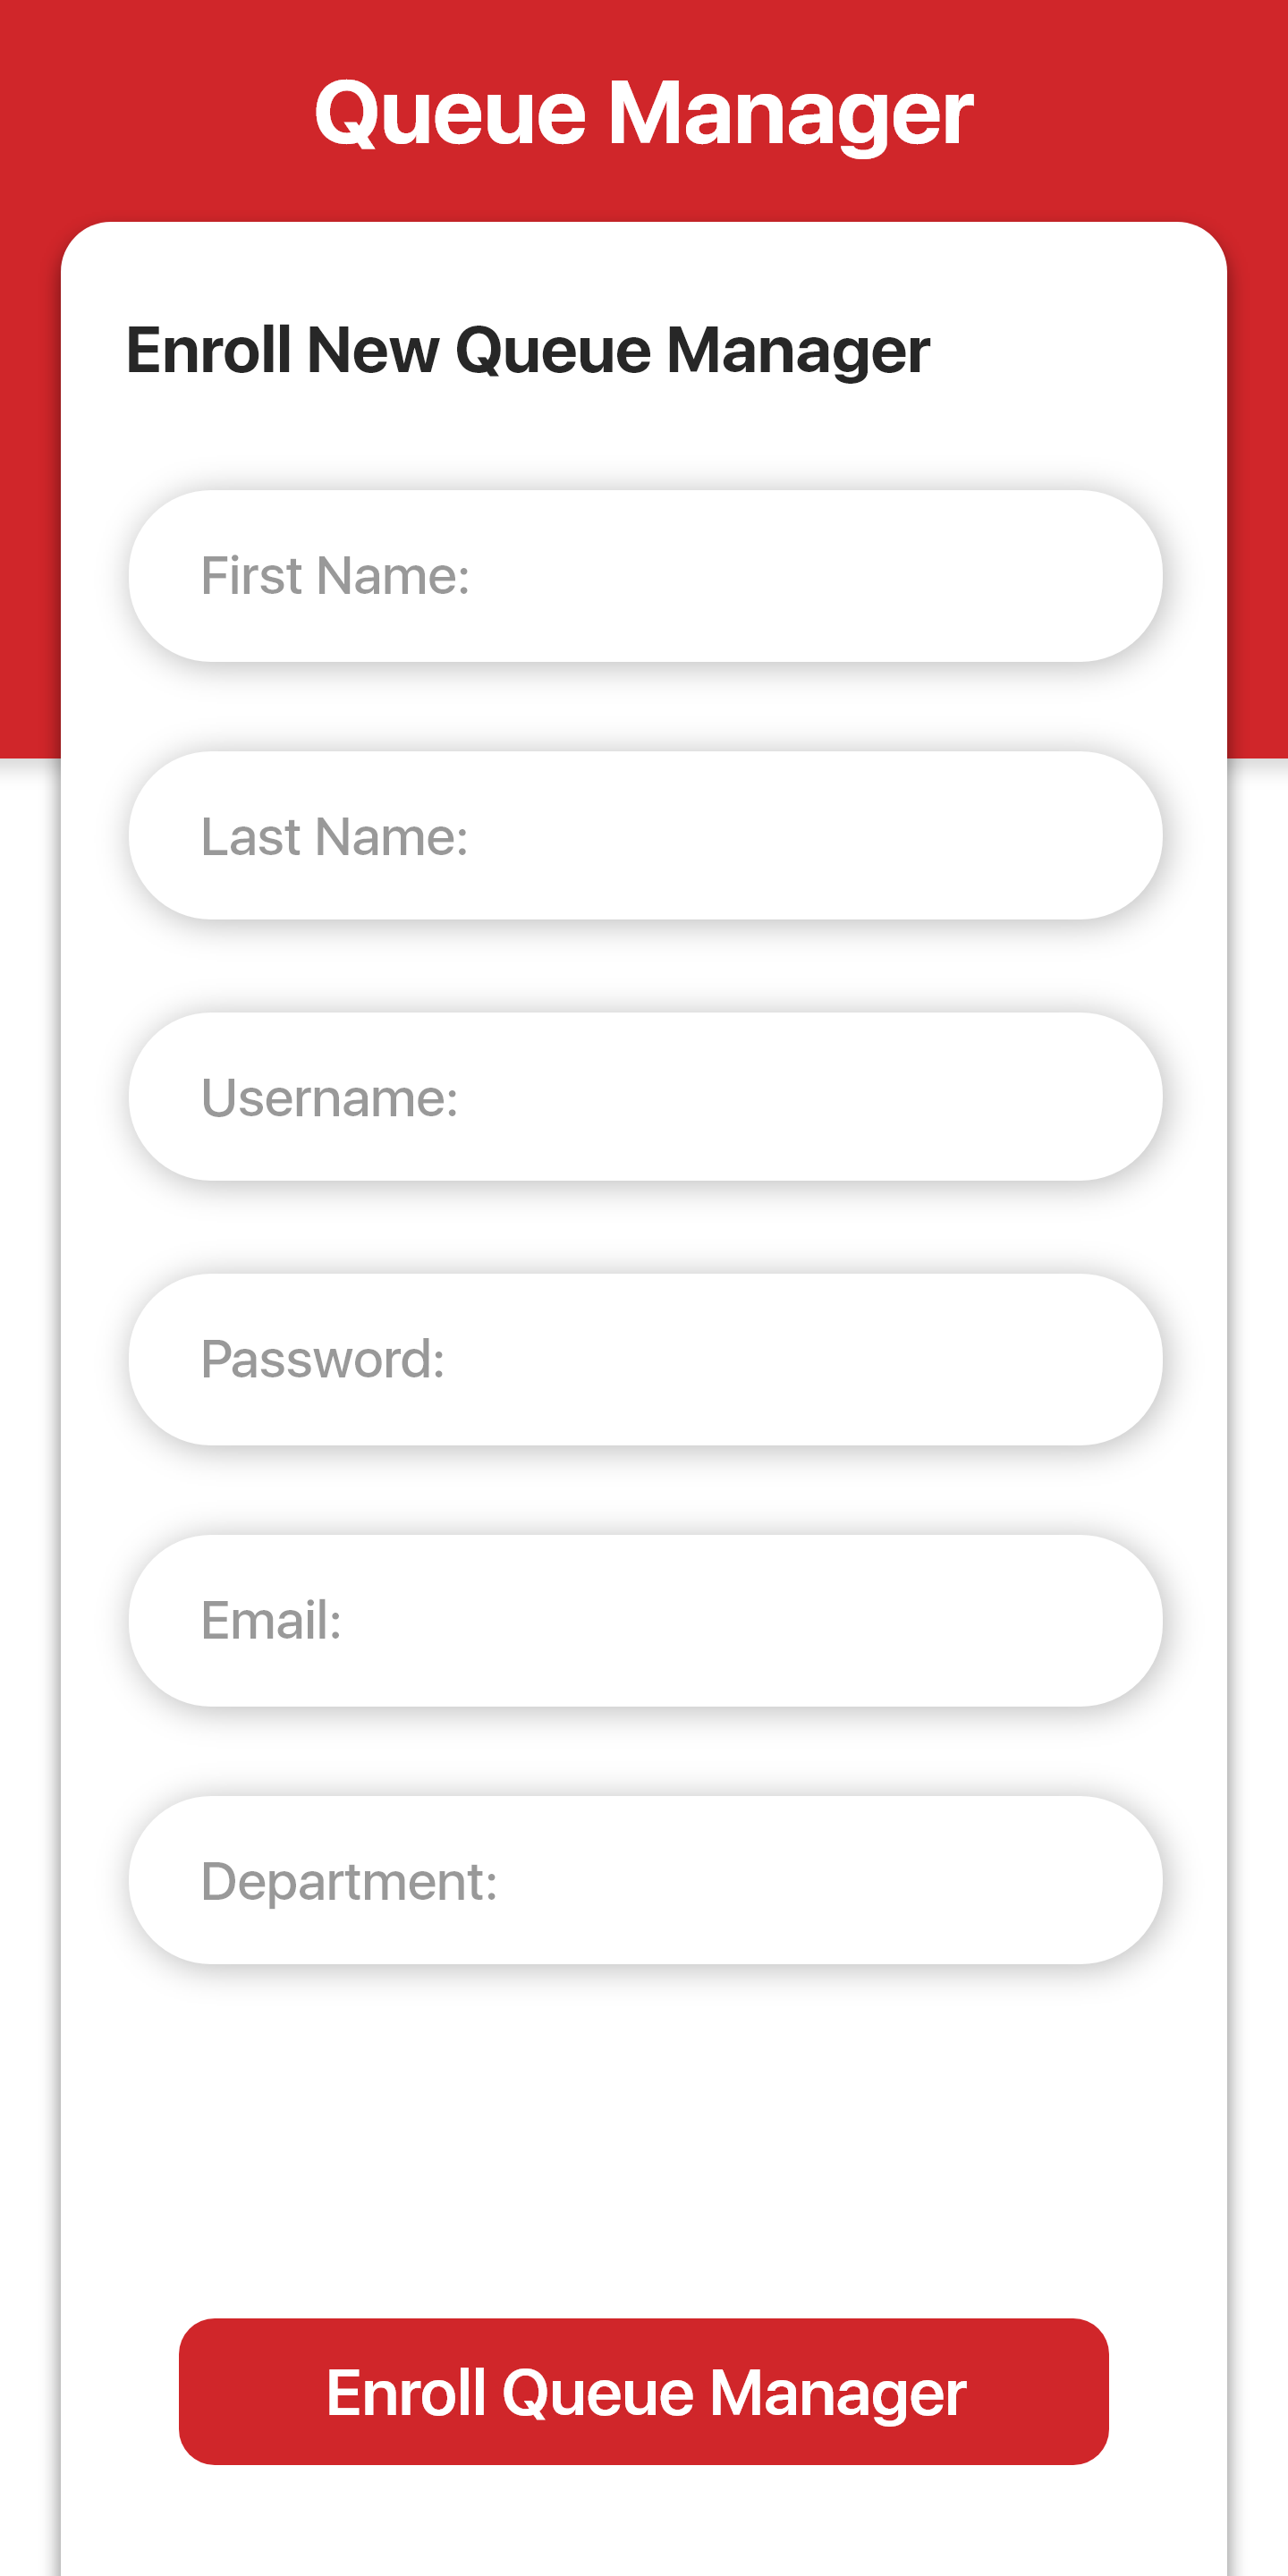 Queue Manager
Enroll New Queue Manager
First Name:
Last Name:
Username:
Password:
Email:
Department:
Enroll Queue Manager